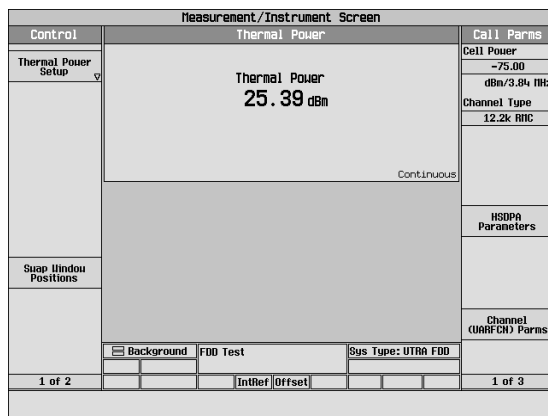 Measurement/Instrument Screen
Control
Thermal Power
Call Parms
Thermal Power
Setup
Thermal Power
25.39 dBm
Continuous
Cell Power
-75.00
dBm/3.84 MHz
Channel Type
12.2k RMC
HSDPA
Parameters
Swap Window
Positions
Channel
(UARFCN) Parms
Background
FDD Test
Sys Type: UTRA FDD
IntRef
Offset
1 of 2
1 of 3